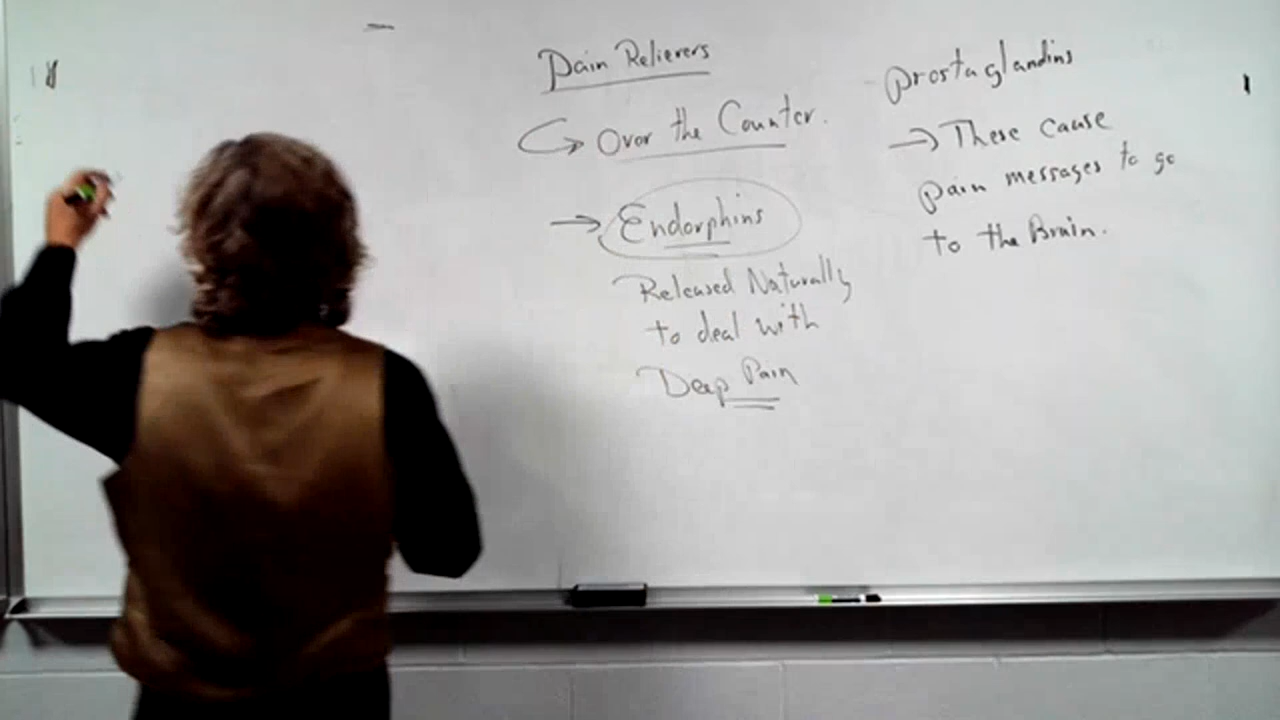 Pain Relievers
Over the Counter.
→ Endorphins
Released Naturally
to deal with
Deep Pain
prostaglandins
→ These cause
pain messages to go
to the Brain.